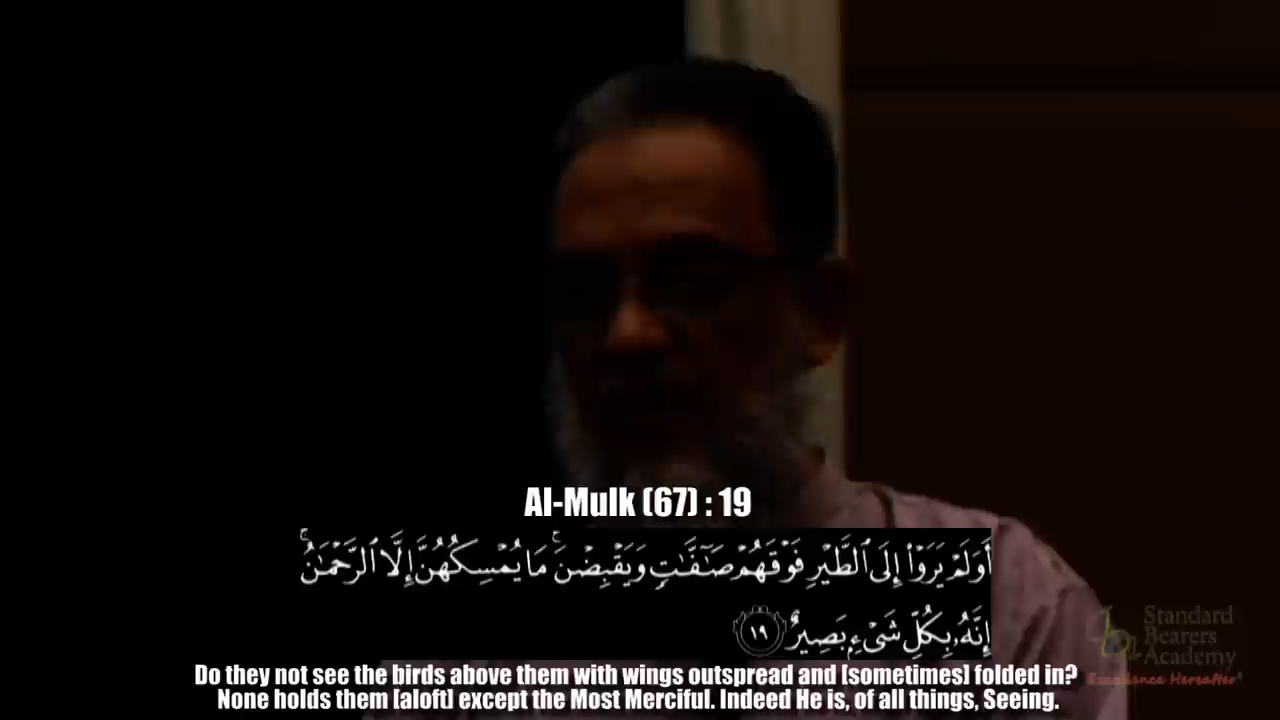 Al-Mulk (67) : 19
أَوَلَمْ يَرَوْا۟ إِلَى ٱلطَّيْرِ فَوْقَهُمْ صَـٰٓفَّـٰتٍ وَيَقْبِضْنَ ۚ مَا يُمْسِكُهُنَّ إِلَّا ٱلرَّحْمَـٰنُ ۚ
إِنَّهُۥ بِكُلِّ شَىْءٍۭ بَصِيرٌ ١٩
Do they not see the birds above them with wings outspread and [sometimes] folded in?
None holds them [aloft] except the Most Merciful. Indeed He is, of all things, Seeing.
Standard
Bearers
Academy
Excellence Hereafter